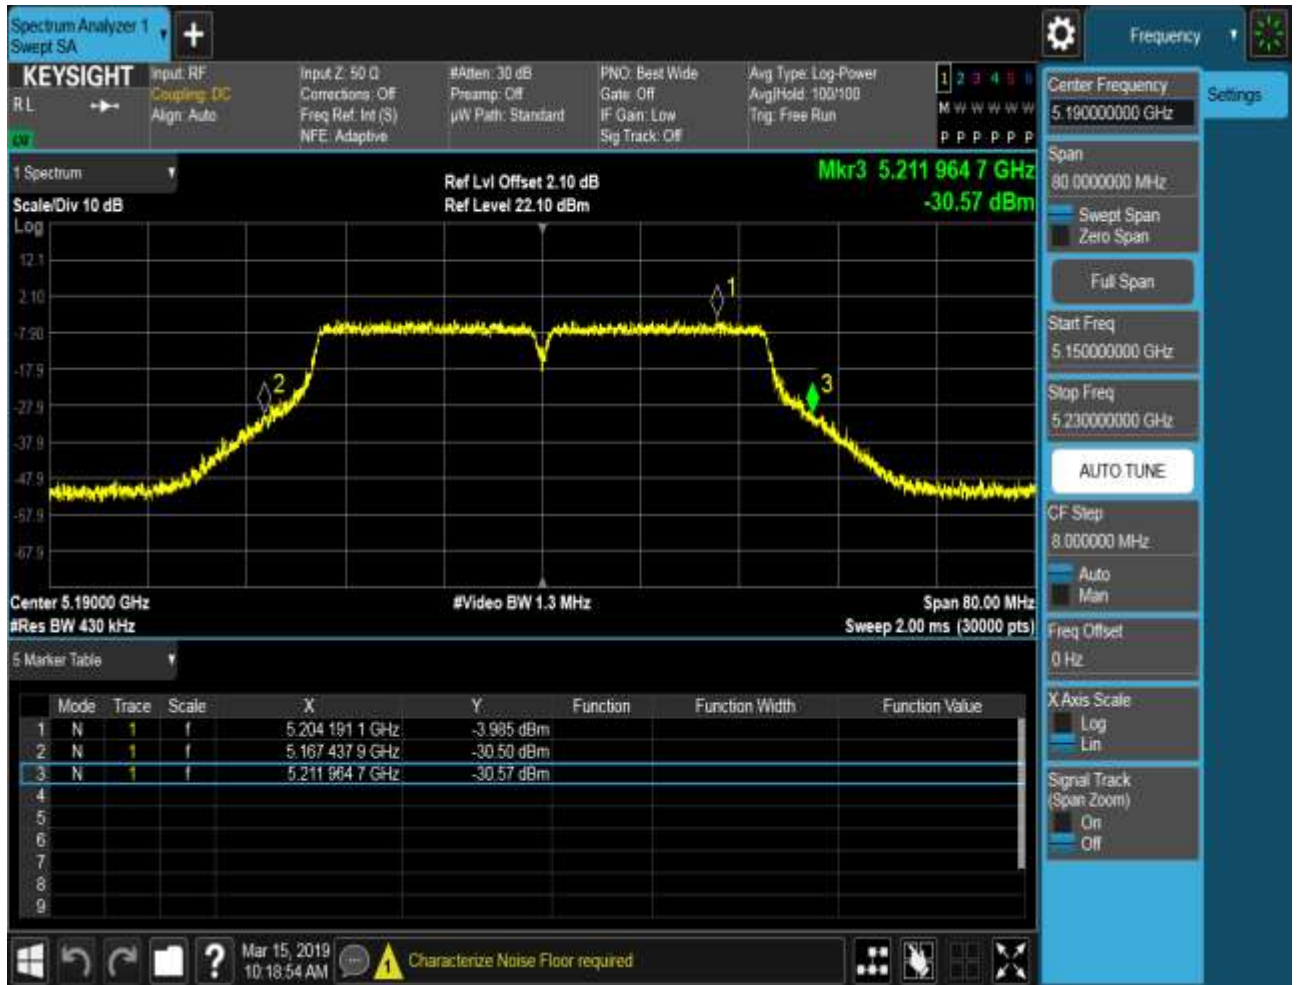 Spectrum Analyzer 1
Swept SA
Frequency
KEYSIGHT
Input: RF
Input Z: 50 Ω
#Atten: 30 dB
PNO: Best Wide
Avg Type: Log-Power
1 2 3 4 5 6
RL
Coupling: DC
Corrections: Off
Preamp: Off
Gate: Off
Avg|Hold: 100/100
M W W W W W
Align: Auto
Freq Ref: Int (S)
µW Path: Standard
IF Gain: Low
Trig: Free Run
NFE: Adaptive
Sig Track: Off
P P P P P P
1 Spectrum
Ref Lvl Offset 2.10 dB
Mkr3 5.211 964 7 GHz
Scale/Div 10 dB
Ref Level 22.10 dBm
-30.57 dBm
Log
12.1
2.10
-7.90
-17.9
-27.9
-37.9
-47.9
-57.9
-67.9
1
2
3
Center 5.19000 GHz
#Video BW 1.3 MHz
Span 80.00 MHz
#Res BW 430 kHz
Sweep 2.00 ms (30000 pts)
5 Marker Table
Mode Trace Scale X Y Function Function Width Function Value
1 N 1 f 5.204 191 1 GHz -3.985 dBm
2 N 1 f 5.167 437 9 GHz -30.50 dBm
3 N 1 f 5.211 964 7 GHz -30.57 dBm
4
5
6
7
8
9
Center Frequency
5.190000000 GHz
Settings
Span
80.0000000 MHz
Swept Span
Zero Span
Full Span
Start Freq
5.150000000 GHz
Stop Freq
5.230000000 GHz
AUTO TUNE
CF Step
8.000000 MHz
Auto
Man
Freq Offset
0 Hz
X Axis Scale
Log
Lin
Signal Track
(Span Zoom)
On
Off
?
Mar 15, 2019
10:18:54 AM
1
Characterize Noise Floor required